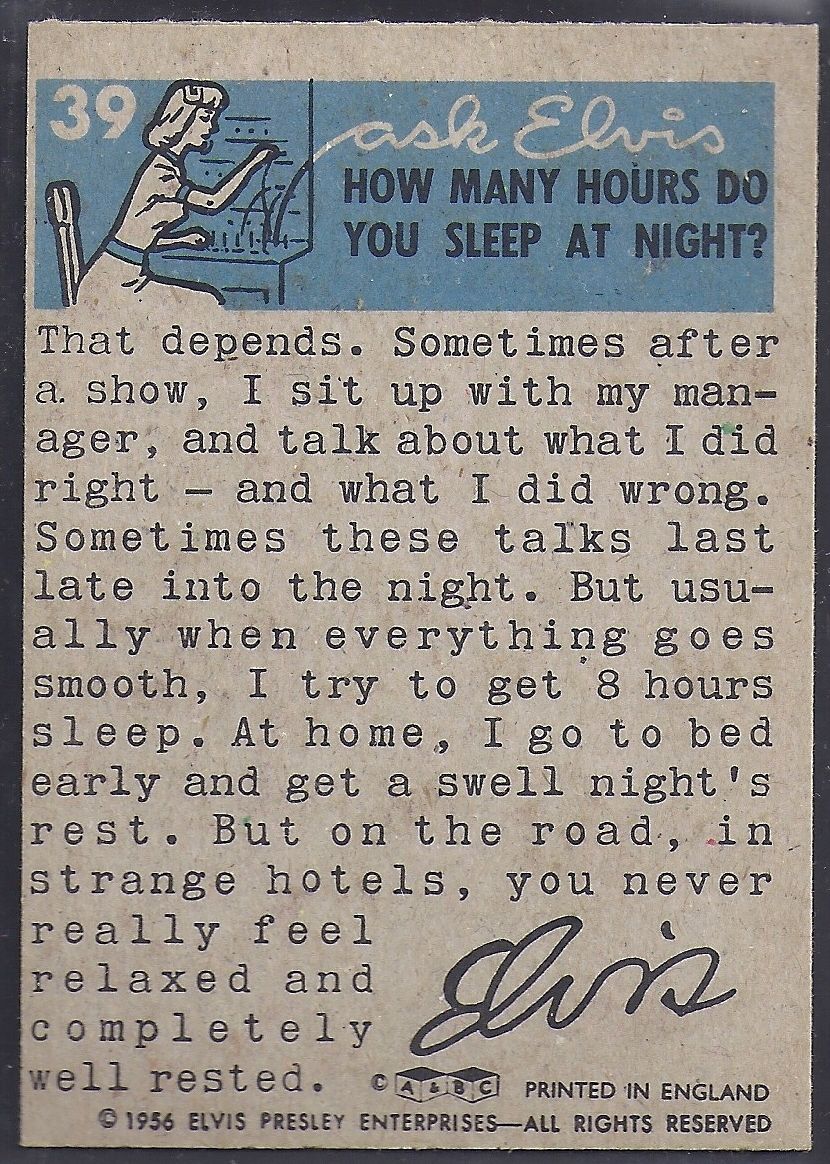 39
ask Elvis
HOW MANY HOURS DO
YOU SLEEP AT NIGHT?
That depends. Sometimes after
a show, I sit up with my man-
ager, and talk about what I did
right — and what I did wrong.
Sometimes these talks last
late into the night. But usu-
ally when everything goes
smooth, I try to get 8 hours
sleep. At home, I go to bed
early and get a swell night's
rest. But on the road, in
strange hotels, you never
really feel
relaxed and
completely
well rested.
Elvis
© A & B C PRINTED IN ENGLAND
© 1956 ELVIS PRESLEY ENTERPRISES—ALL RIGHTS RESERVED